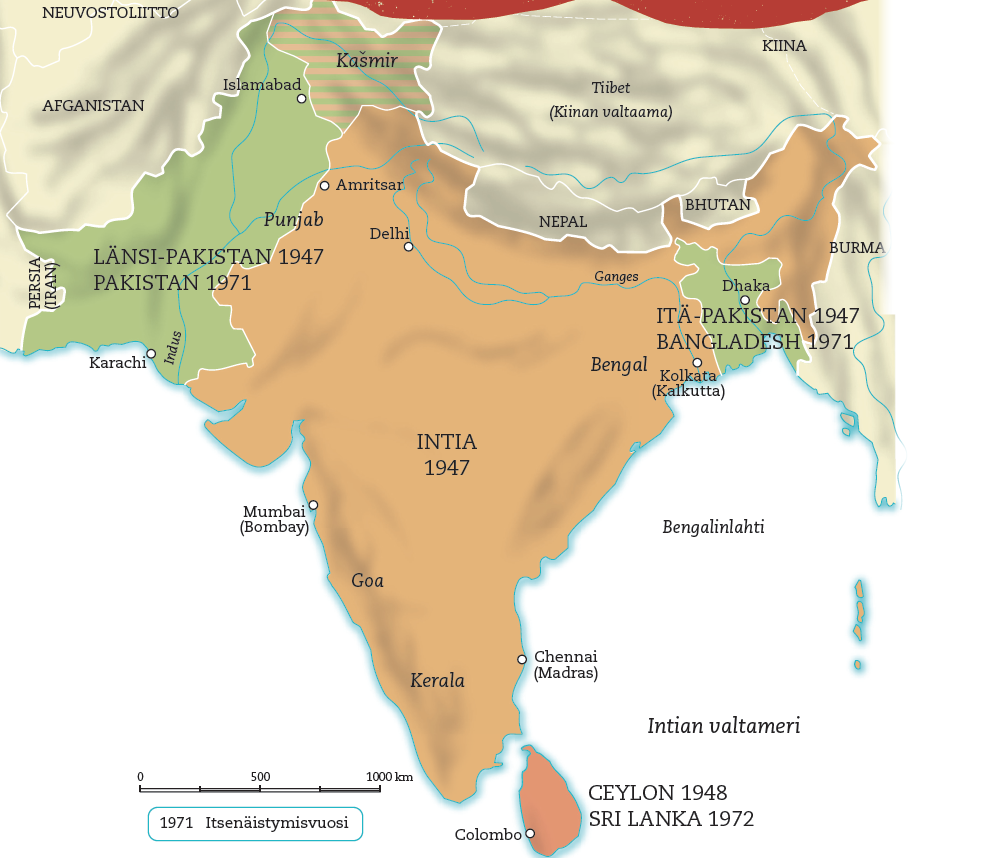 NEUVOSTOLIITTO
KIINA
Kašmir
Islamabad
Tiibet
(Kiinan valtaama)
AFGANISTAN
Amritsar
Punjab
BHUTAN
NEPAL
Delhi
BURMA
LÄNSI-PAKISTAN 1947
PAKISTAN 1971
PERSIA
(IRAN)
Ganges
Dhaka
ITÄ-PAKISTAN 1947
BANGLADESH 1971
Indus
Karachi
Bengal
Kolkata
(Kalkutta)
INTIA
1947
Mumbai
(Bombay)
Bengalinlahti
Goa
Chennai
(Madras)
Kerala
Intian valtameri
0 500 1000 km
CEYLON 1948
SRI LANKA 1972
1971 Itsenäistymisvuosi
Colombo